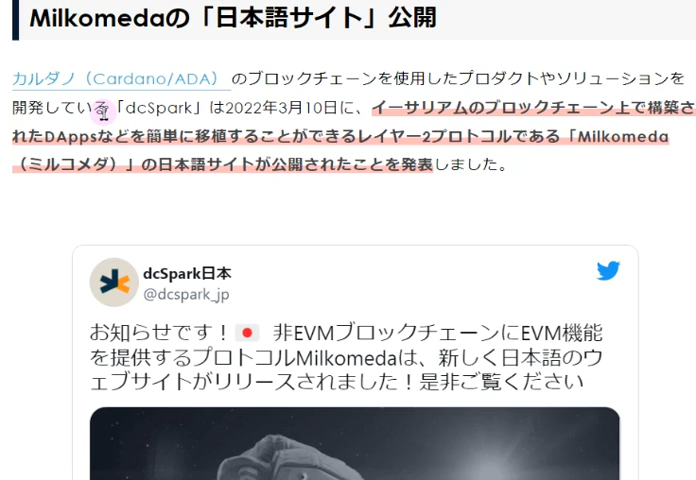 Milkomedaの「日本語サイト」公開
カルダノ（Cardano/ADA）のブロックチェーンを使用したプロダクトやソリューションを
開発している「dcSpark」は2022年3月10日に、イーサリアムのブロックチェーン上で構築さ
れたDAppsなどを簡単に移植することができるレイヤー2プロトコルである「Milkomeda
（ミルコメダ）」の日本語サイトが公開されたことを発表しました。
dcSpark日本
@dcspark_jp
お知らせです！🇯🇵 非EVMブロックチェーンにEVM機能
を提供するプロトコルMilkomedaは、新しく日本語のウ
ェブサイトがリリースされました！是非ご覧ください